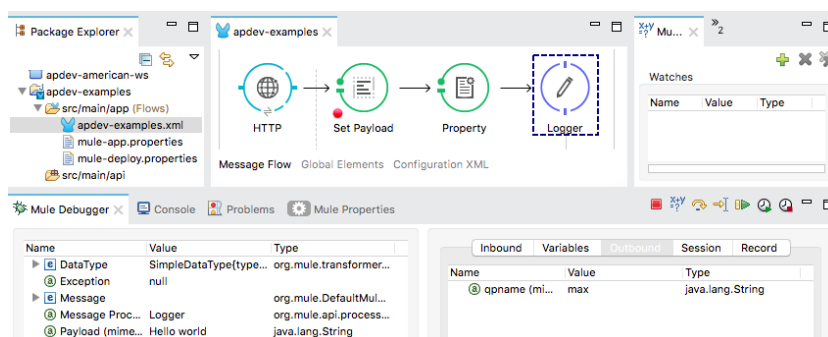 Package Explorer
apdev-american-ws
apdev-examples
src/main/app (Flows)
apdev-examples.xml
mule-app.properties
mule-deploy.properties
src/main/api
apdev-examples
HTTP Set Payload Property Logger
Message Flow Global Elements Configuration XML
x+y =? Mu... »2
Watches
Name Value Type
Mule Debugger Console Problems Mule Properties
x+y =?
Name Value Type
DataType SimpleDataType{type... org.mule.transformer...
Exception null
Message org.mule.DefaultMul...
Message Proc... Logger org.mule.api.process...
Payload (mime... Hello world java.lang.String
Inbound Variables Outbound Session Record
Name Value Type
qpname (mi... max java.lang.String